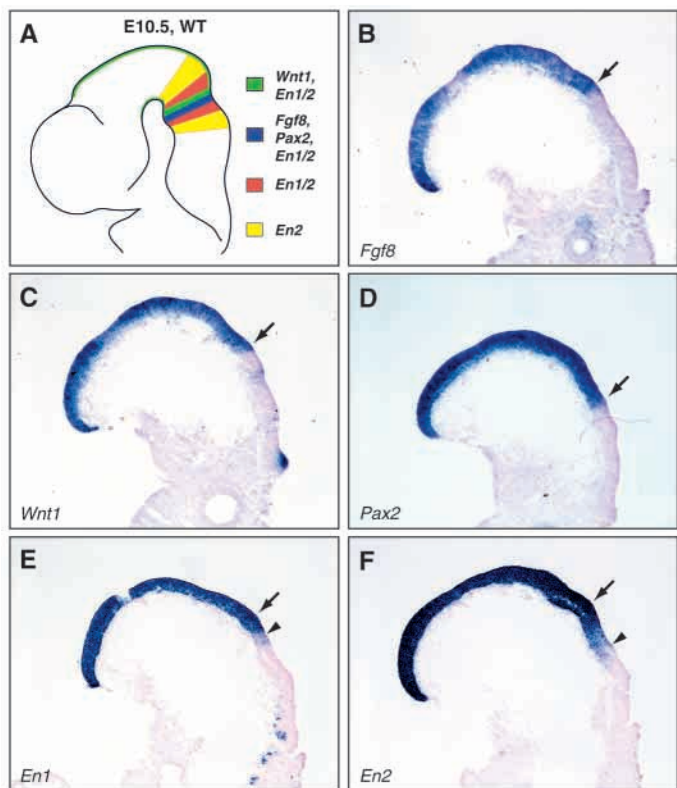 A
E10.5, WT
Wnt1,
En1/2
Fgf8,
Pax2,
En1/2
En1/2
En2
B
Fgf8
C
Wnt1
D
Pax2
E
En1
F
En2